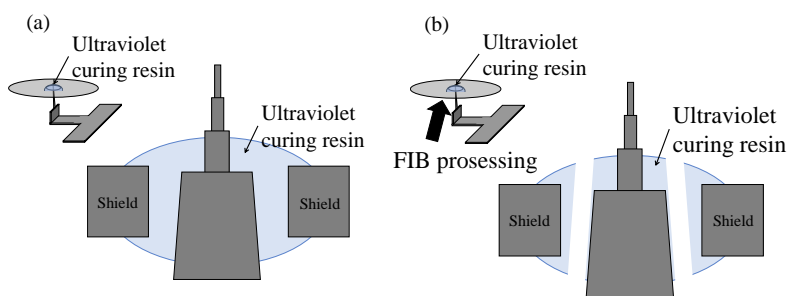 (a)
Ultraviolet
curing resin
Ultraviolet
curing resin
Shield
Shield
(b)
Ultraviolet
curing resin
FIB prosessing
Ultraviolet
curing resin
Shield
Shield